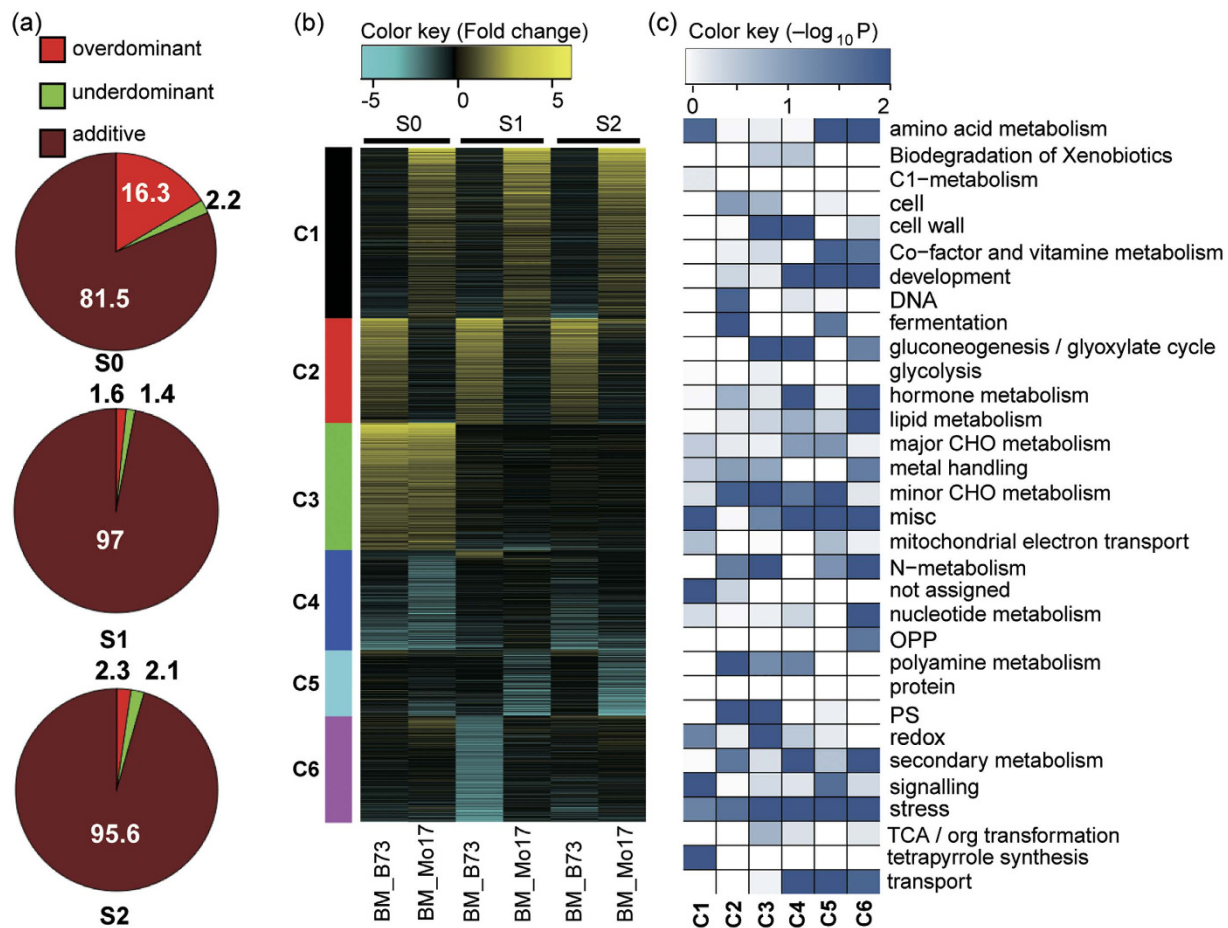 (a)
overdominant
underdominant
additive
16.3
2.2
81.5
S0
1.6
1.4
97
S1
2.3
2.1
95.6
S2
(b)
Color key (Fold change)
-5
0
5
S0
S1
S2
C1
C2
C3
C4
C5
C6
BM_B73
BM_Mo17
BM_B73
BM_Mo17
BM_B73
BM_Mo17
(c)
Color key (−log10 P)
0
1
2
amino acid metabolism
Biodegradation of Xenobiotics
C1−metabolism
cell
cell wall
Co−factor and vitamine metabolism
development
DNA
fermentation
gluconeogenesis / glyoxylate cycle
glycolysis
hormone metabolism
lipid metabolism
major CHO metabolism
metal handling
minor CHO metabolism
misc
mitochondrial electron transport
N−metabolism
not assigned
nucleotide metabolism
OPP
polyamine metabolism
protein
PS
redox
secondary metabolism
signalling
stress
TCA / org transformation
tetrapyrrole synthesis
transport
C1
C2
C3
C4
C5
C6